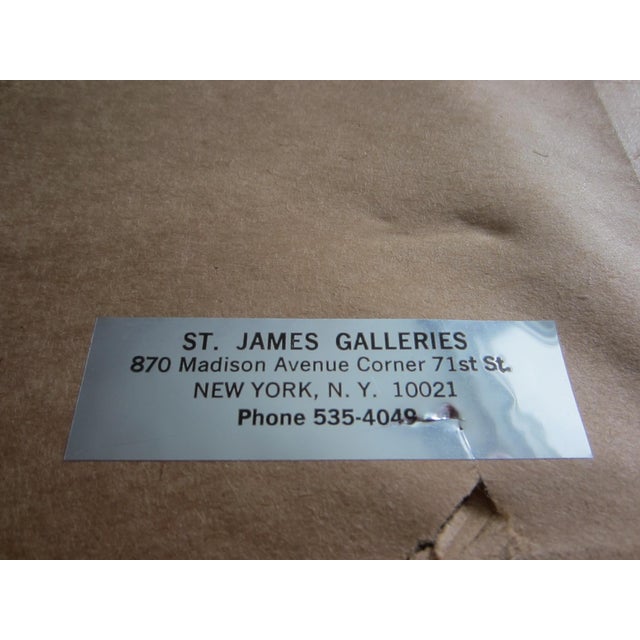 ST. JAMES GALLERIES
870 Madison Avenue Corner 71st St.
NEW YORK, N. Y. 10021
Phone 535-4049